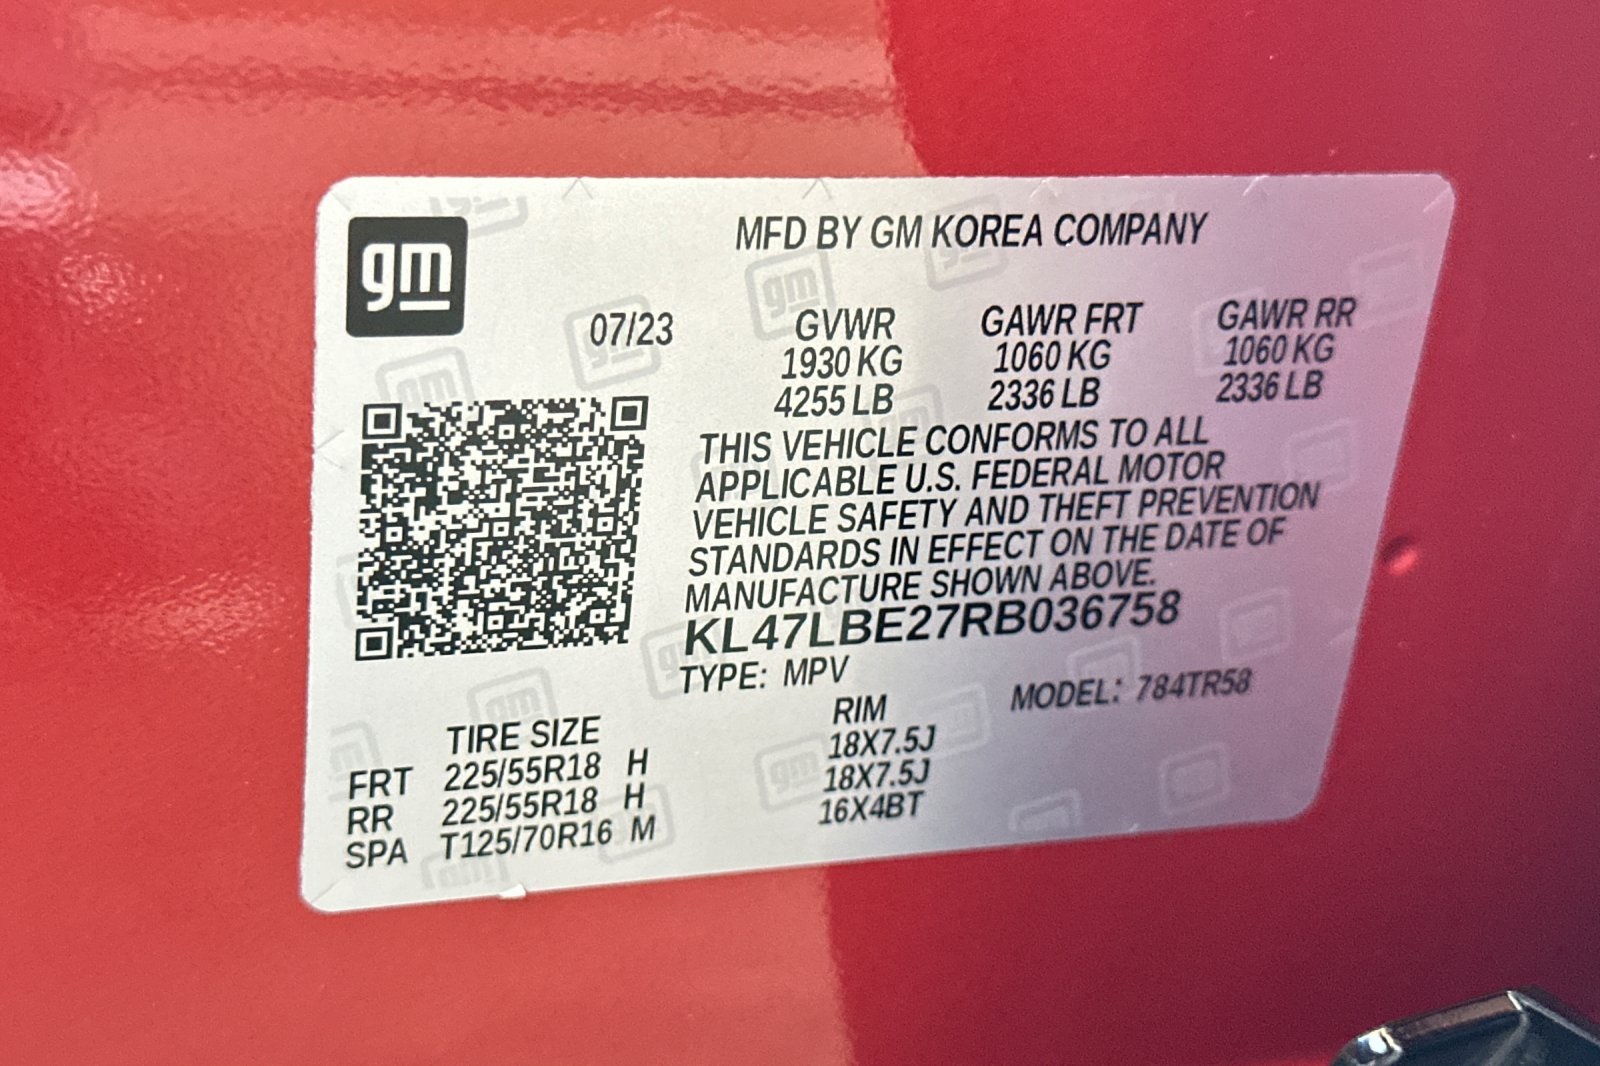 gm
MFD BY GM KOREA COMPANY
07/23 GVWR GAWR FRT GAWR RR
1930 KG 1060 KG 1060 KG
4255 LB 2336 LB 2336 LB
THIS VEHICLE CONFORMS TO ALL
APPLICABLE U.S. FEDERAL MOTOR
VEHICLE SAFETY AND THEFT PREVENTION
STANDARDS IN EFFECT ON THE DATE OF
MANUFACTURE SHOWN ABOVE.
KL47LBE27RB036758
TYPE: MPV MODEL: 784TR58
TIRE SIZE RIM
FRT 225/55R18 H 18X7.5J
RR 225/55R18 H 18X7.5J
SPA T125/70R16 M 16X4BT